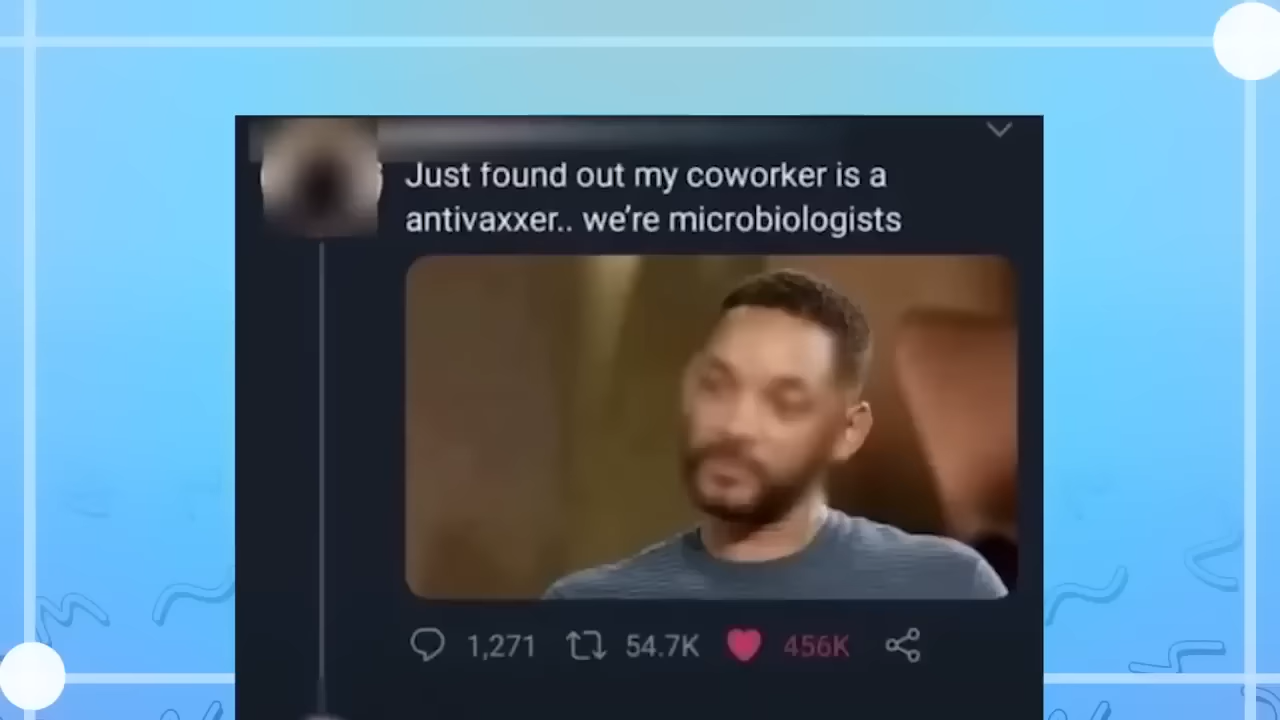 Just found out my coworker is a
antivaxxer.. we're microbiologists
1,271 54.7K 456K